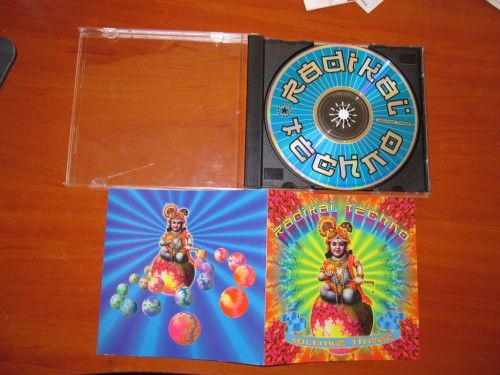 RADIKAL
TECHNO
RADIKAL TECHNO
VOLUME THREE